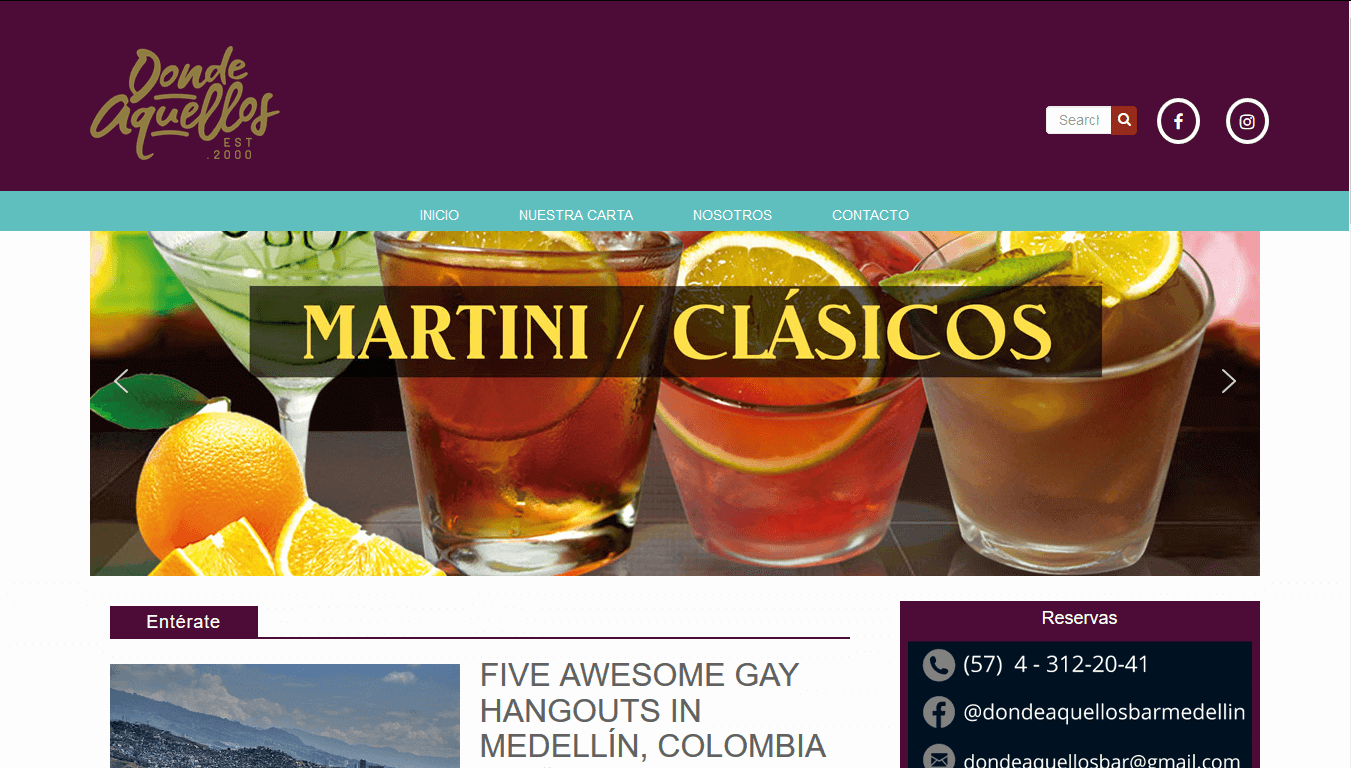 Donde
Aquellos
EST
.2000
Search
INICIO NUESTRA CARTA NOSOTROS CONTACTO
MARTINI / CLÁSICOS
Entérate
FIVE AWESOME GAY
HANGOUTS IN
MEDELLÍN, COLOMBIA
Reservas
(57) 4 - 312-20-41
@dondeaquellosbarmedellin
dondeaquellosbar@gmail.com